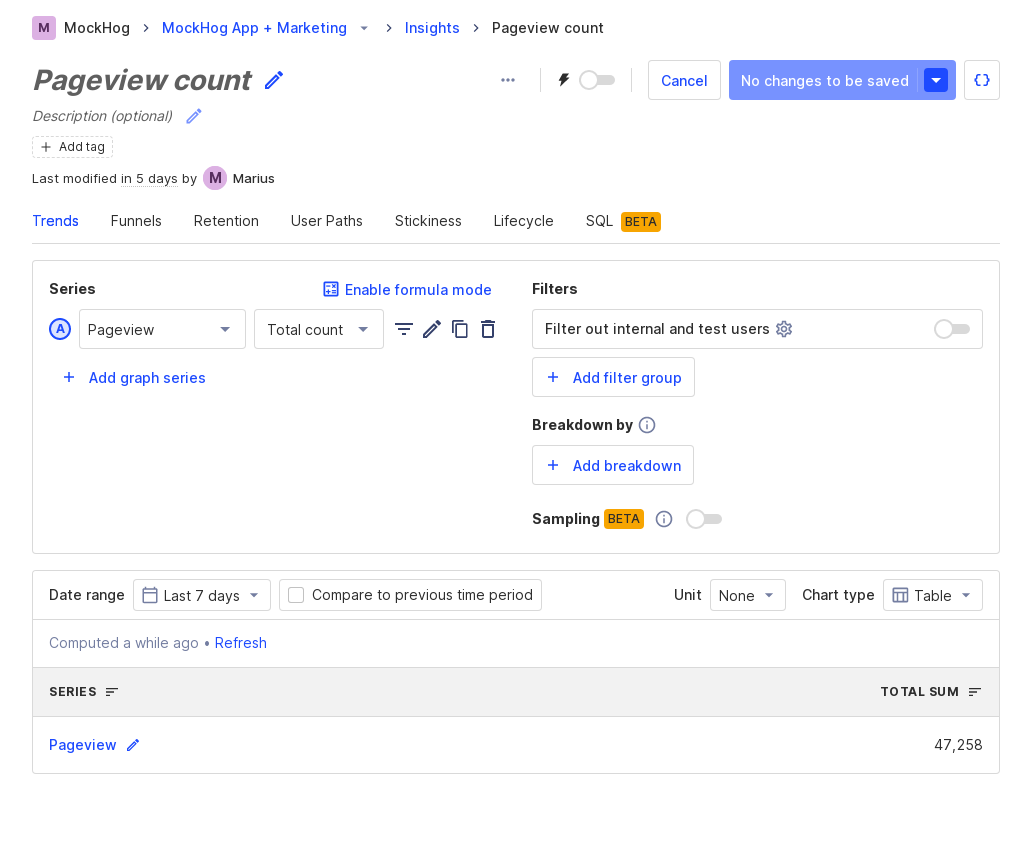 M MockHog MockHog App + Marketing Insights Pageview count
Pageview count
Cancel No changes to be saved
Description (optional)
Add tag
Last modified in 5 days by M Marius
Trends Funnels Retention User Paths Stickiness Lifecycle SQL BETA
Series Enable formula mode
A Pageview Total count
Add graph series
Filters
Filter out internal and test users
Add filter group
Breakdown by
Add breakdown
Sampling BETA
Date range Last 7 days Compare to previous time period Unit None Chart type Table
Computed a while ago • Refresh
SERIES TOTAL SUM
Pageview 47,258